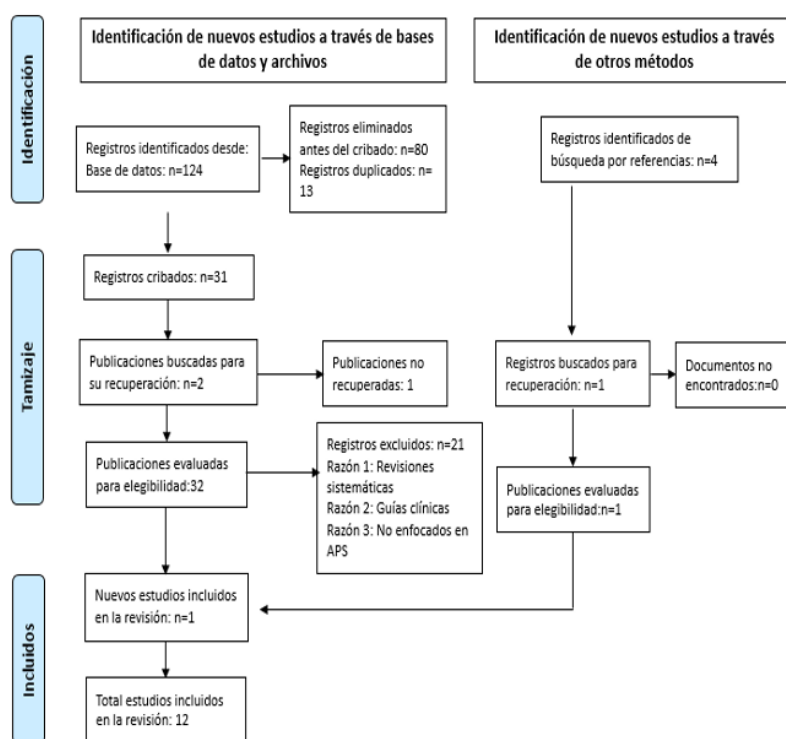 Identificación
Identificación de nuevos estudios a través de bases
de datos y archivos
Identificación de nuevos estudios a través
de otros métodos
Registros identificados desde:
Base de datos: n=124
Registros eliminados
antes del cribado: n=80
Registros duplicados: n=
13
Registros identificados de
búsqueda por referencias: n=4
Tamizaje
Registros cribados: n=31
Publicaciones buscadas para
su recuperación: n=2
Publicaciones no
recuperadas: 1
Registros buscados para
recuperación: n=1
Documentos no
encontrados:n=0
Publicaciones evaluadas
para elegibilidad:32
Registros excluidos: n=21
Razón 1: Revisiones
sistemáticas
Razón 2: Guías clínicas
Razón 3: No enfocados en
APS
Publicaciones evaluadas
para elegibilidad:n=1
Incluidos
Nuevos estudios incluidos
en la revisión: n=1
Total estudios incluidos
en la revisión: 12